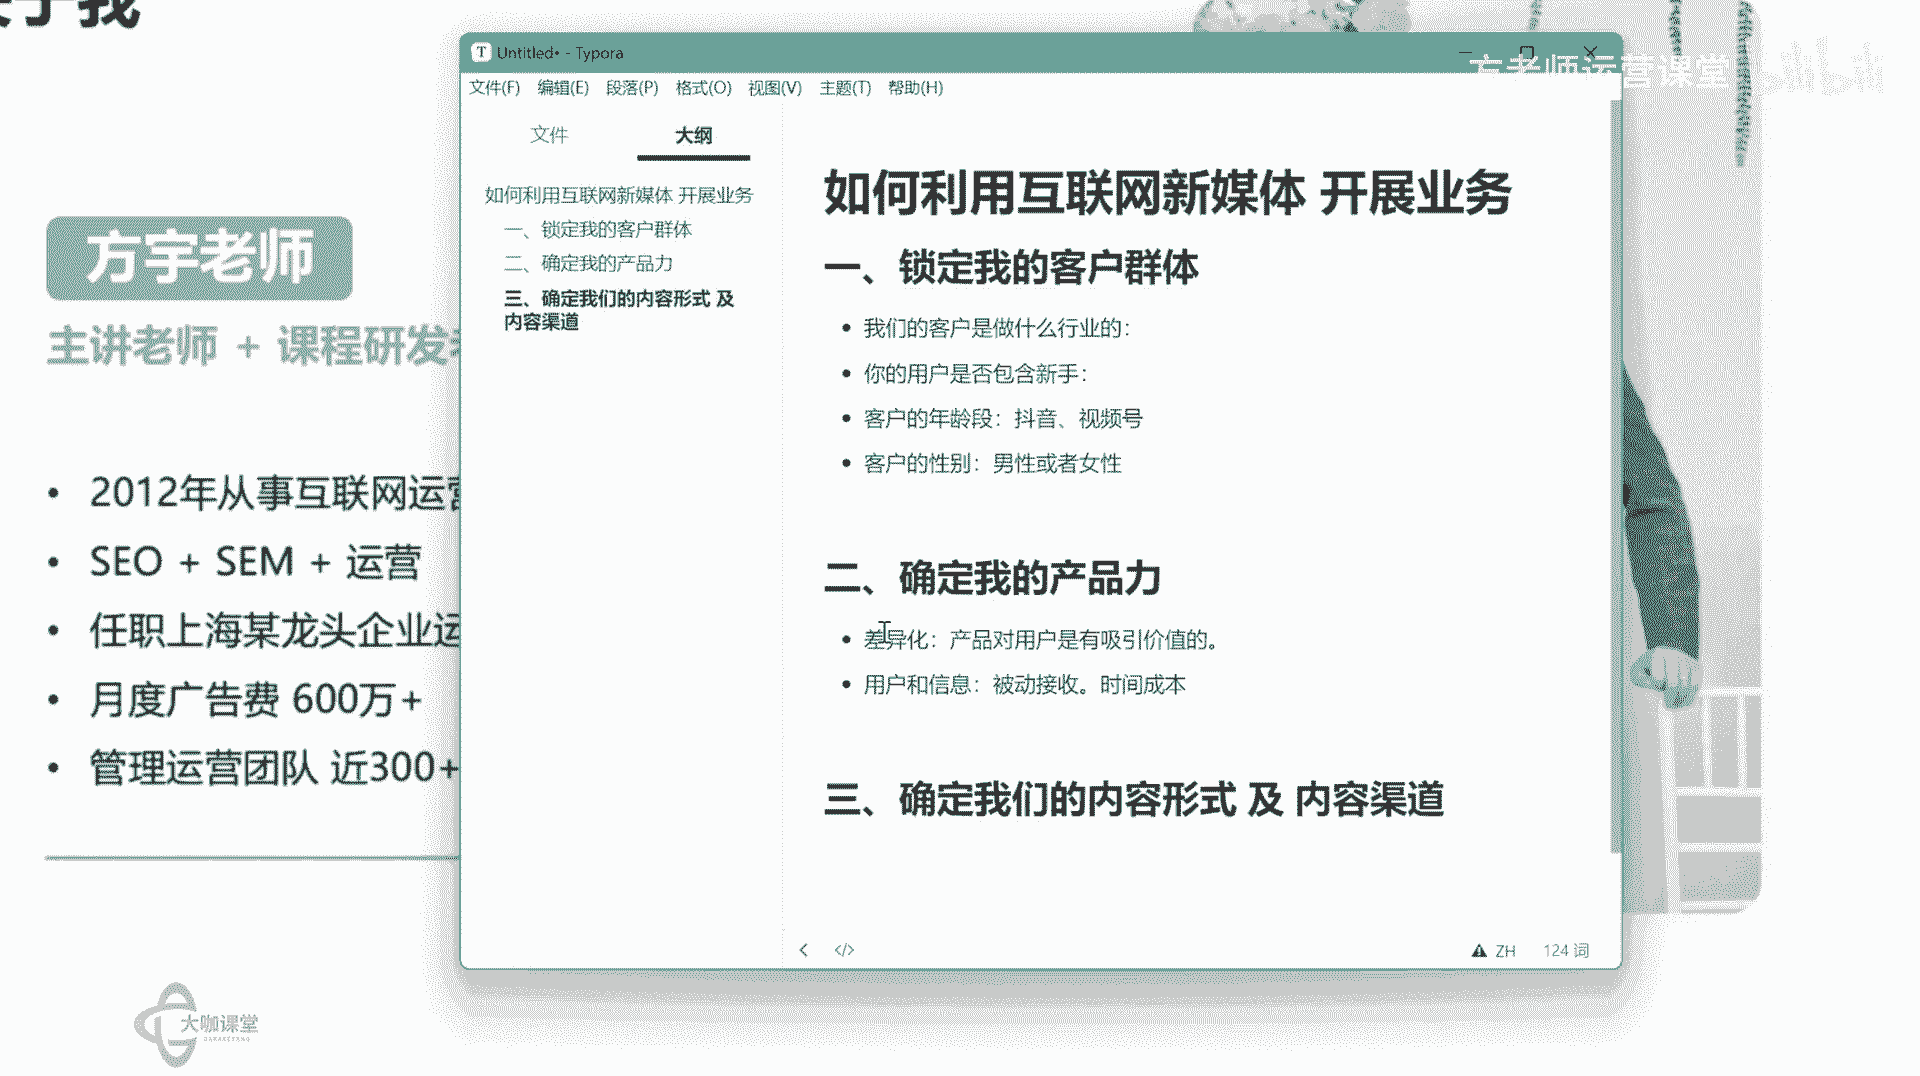 于我
方老师运营课堂 bilibili
Untitled• - Typora
文件(F) 编辑(E) 段落(P) 格式(O) 视图(V) 主题(T) 帮助(H)
文件 大纲
如何利用互联网新媒体 开展业务
一、锁定我的客户群体
二、确定我的产品力
三、确定我们的内容形式 及
内容渠道
如何利用互联网新媒体 开展业务
一、锁定我的客户群体
• 我们的客户是做什么行业的：
• 你的用户是否包含新手：
• 客户的年龄段：抖音、视频号
• 客户的性别：男性或者女性
二、确定我的产品力
• 差异化：产品对用户是有吸引价值的。
• 用户和信息：被动接收。时间成本
三、确定我们的内容形式 及 内容渠道
ZH 124 词
方宇老师
主讲老师 + 课程研发
• 2012年从事互联网运营
• SEO + SEM + 运营
• 任职上海某龙头企业运
• 月度广告费 600万+
• 管理运营团队 近300+
大咖课堂